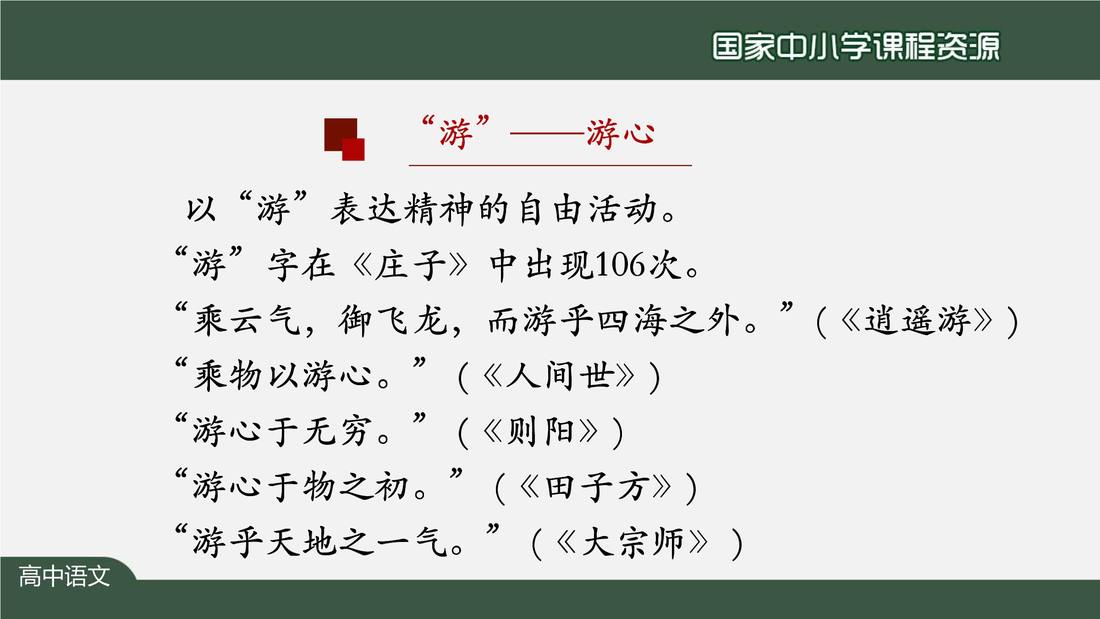 国家中小学课程资源
“游”——游心
以“游”表达精神的自由活动。
“游”字在《庄子》中出现106次。
“乘云气，御飞龙，而游乎四海之外。”(《逍遥游》)
“乘物以游心。”(《人间世》)
“游心于无穷。”(《则阳》)
“游心于物之初。”(《田子方》)
“游乎天地之一气。”(《大宗师》)
高中语文